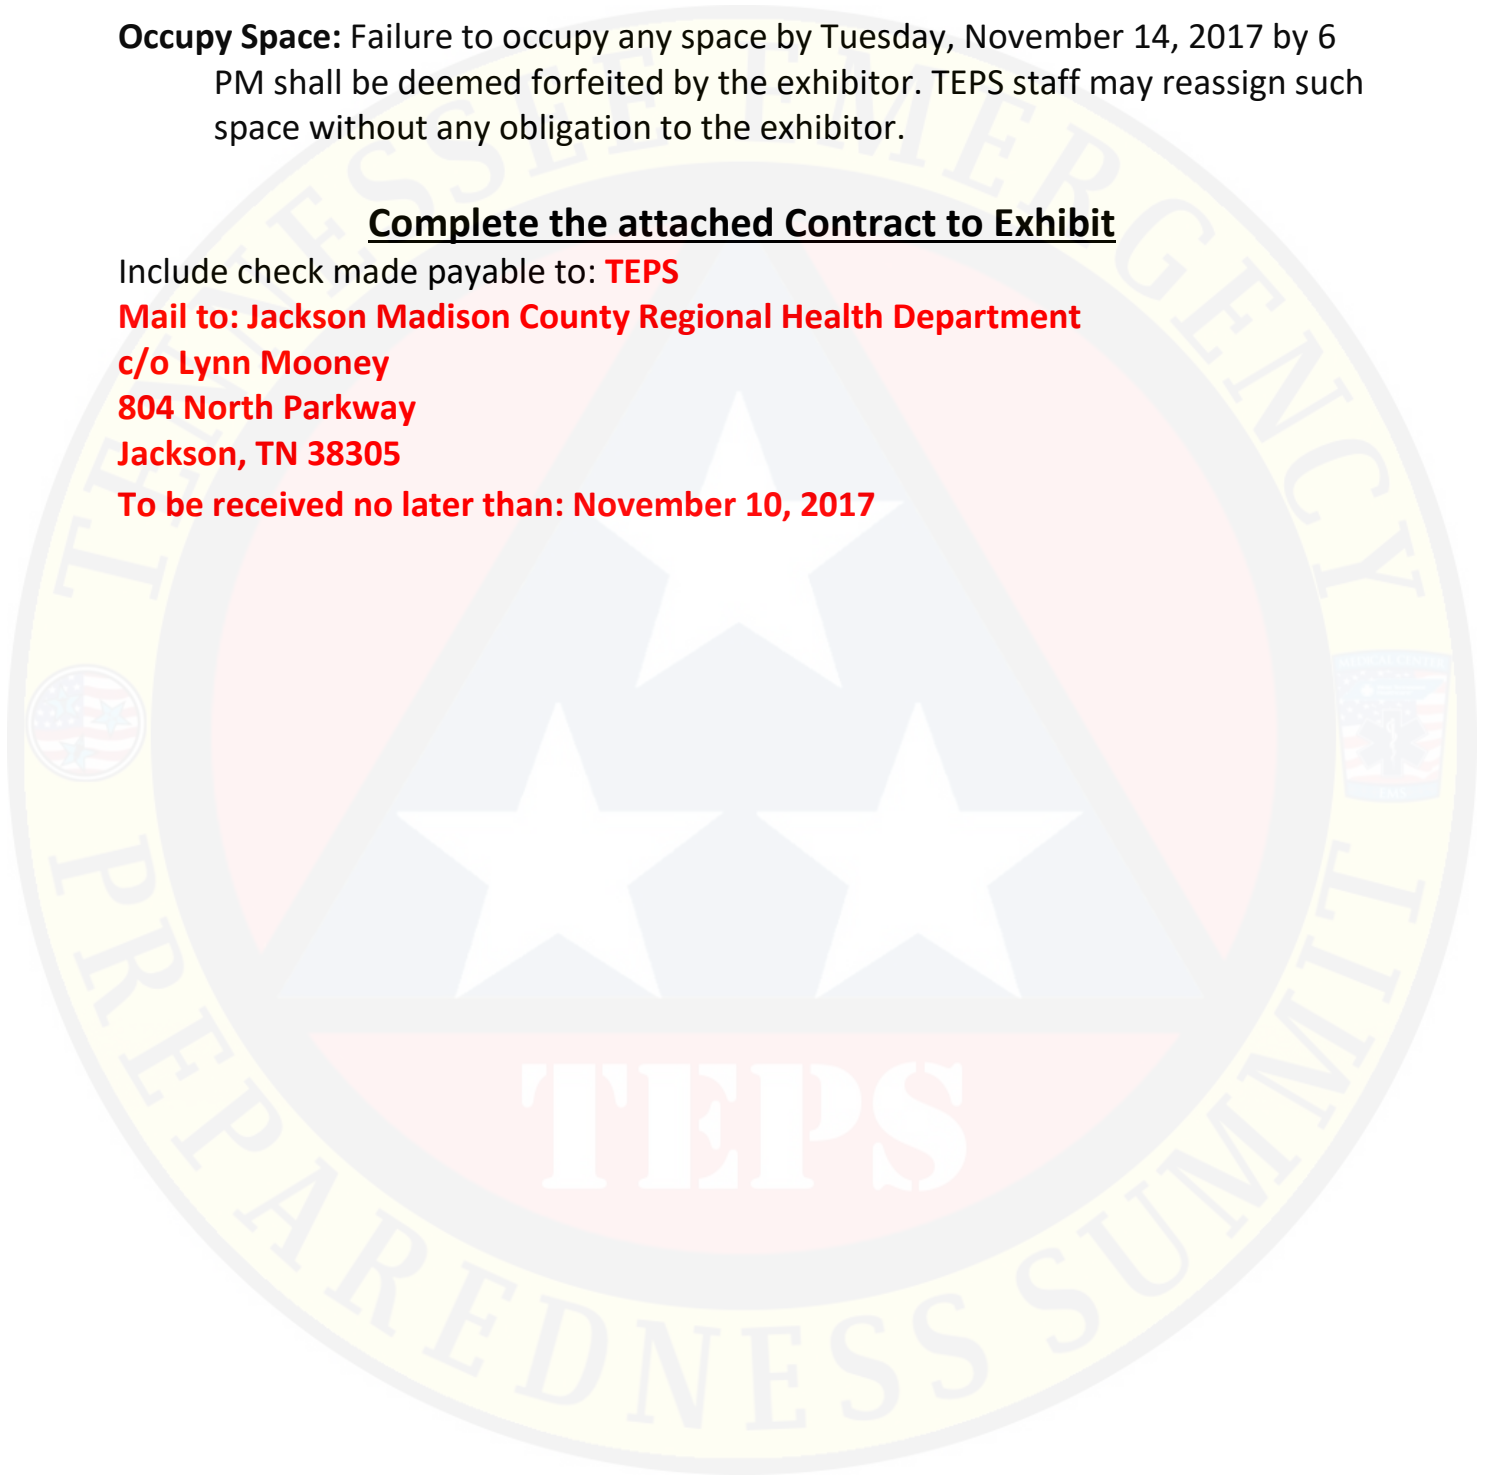 Occupy Space: Failure to occupy any space by Tuesday, November 14, 2017 by 6
PM shall be deemed forfeited by the exhibitor. TEPS staff may reassign such
space without any obligation to the exhibitor.
Complete the attached Contract to Exhibit
Include check made payable to: TEPS
Mail to: Jackson Madison County Regional Health Department
c/o Lynn Mooney
804 North Parkway
Jackson, TN 38305
To be received no later than: November 10, 2017
TENNESSEE EMERGENCY
PREPAREDNESS SUMMIT
TEPS